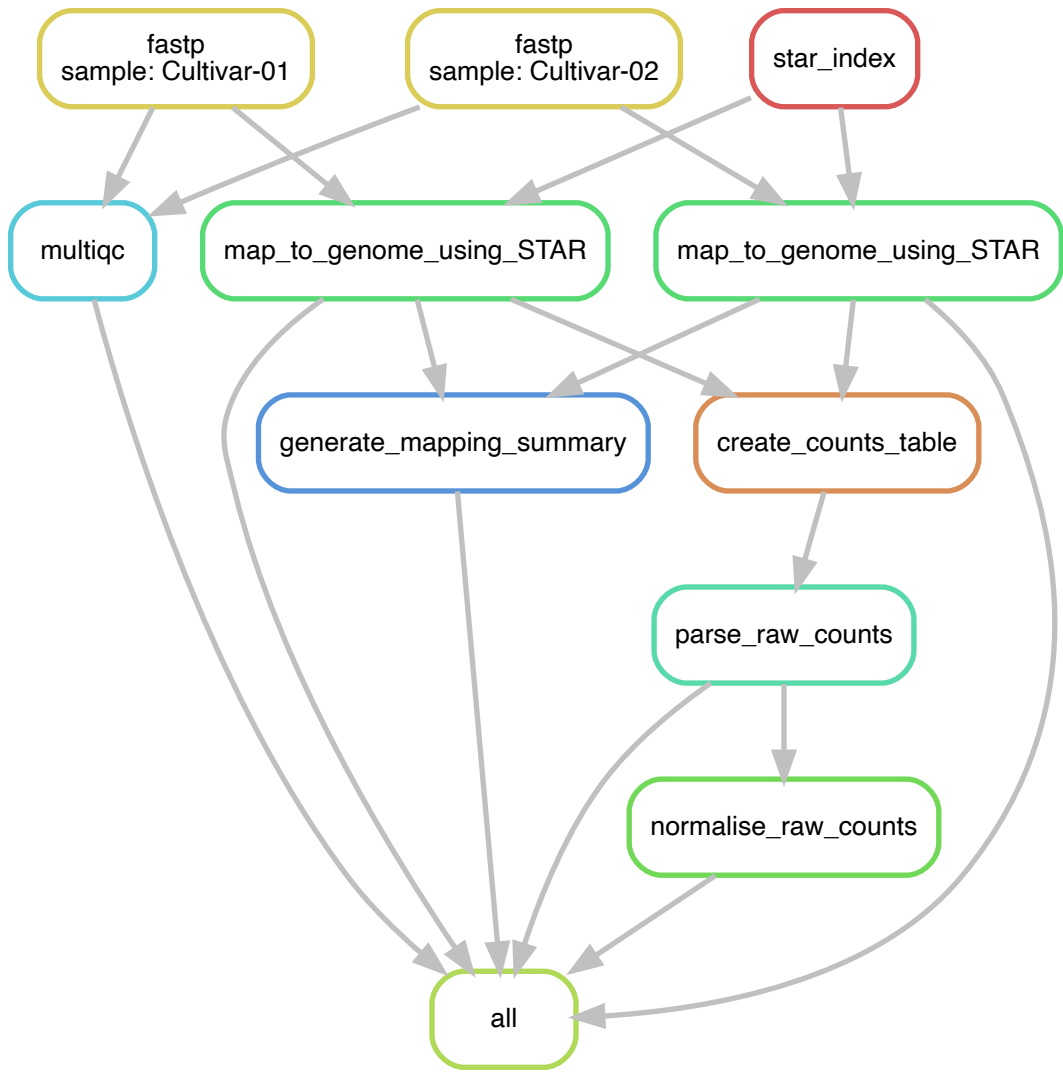 fastp
sample: Cultivar-01
fastp
sample: Cultivar-02
star_index
multiqc
map_to_genome_using_STAR
map_to_genome_using_STAR
generate_mapping_summary
create_counts_table
parse_raw_counts
normalise_raw_counts
all